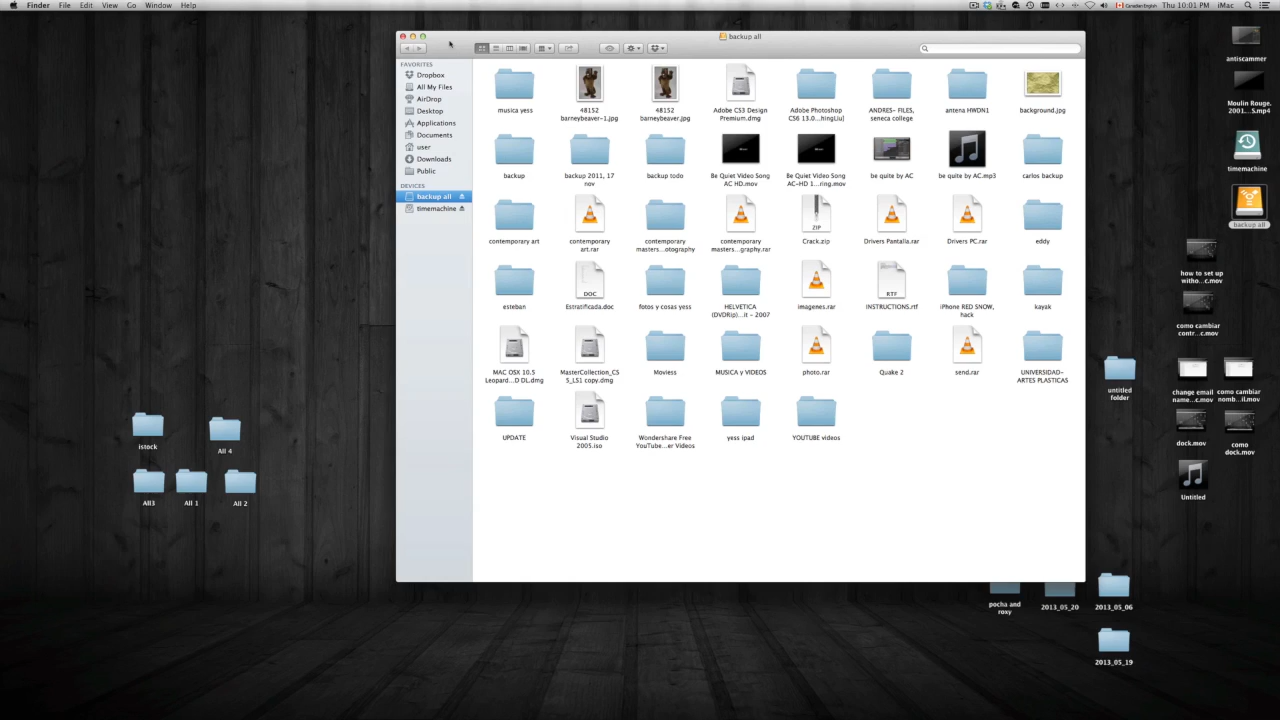 Finder File Edit View Go Window Help
Canadian English Thu 10:01 PM iMac
backup all
FAVORITES
Dropbox
All My Files
AirDrop
Desktop
Applications
Documents
user
Downloads
Public
DEVICES
backup all
timemachine
musica yess
48152
barneybeaver-1.jpg
48152
barneybeaver.jpg
Adobe CS3 Design
Premium.dmg
Adobe Photoshop
CS6 13.0...hingLiu]
ANDRES- FILES,
seneca college
antena HWDN1
background.jpg
backup
backup 2011, 17
nov
backup todo
Be Quiet Video Song
AC HD.mov
Be Quiet Video Song
AC-HD 1...ring.mov
be quite by AC
be quite by AC.mp3
carlos backup
contemporary art
contemporary
art.rar
contemporary
masters...otography
contemporary
masters...graphy.rar
ZIP
Crack.zip
Drivers Pantalla.rar
Drivers PC.rar
eddy
esteban
DOC
Estratificada.doc
fotos y cosas yess
HELVETICA
(DVDRip)...it - 2007
imagenes.rar
RTF
INSTRUCTIONS.rtf
iPhone RED SNOW,
hack
kayak
MAC OSX 10.5
Leopard...D DL.dmg
MasterCollection_CS
5_LS1 copy.dmg
Moviess
MUSICA y VIDEOS
photo.rar
Quake 2
send.rar
UNIVERSIDAD-
ARTES PLASTICAS
UPDATE
Visual Studio
2005.iso
Wondershare Free
YouTube...er Videos
yess ipad
YOUTUBE videos
istock
All 4
All3
All 1
All 2
antiscammer
Moulin Rouge.
2001...S.mp4
timemachine
backup all
how to set up
witho...c.mov
como cambiar
contr...c.mov
untitled
folder
change email
name...c.mov
como cambiar
nomb...il.mov
dock.mov
como
dock.mov
Untitled
pocha and
roxy
2013_05_20
2013_05_06
2013_05_19